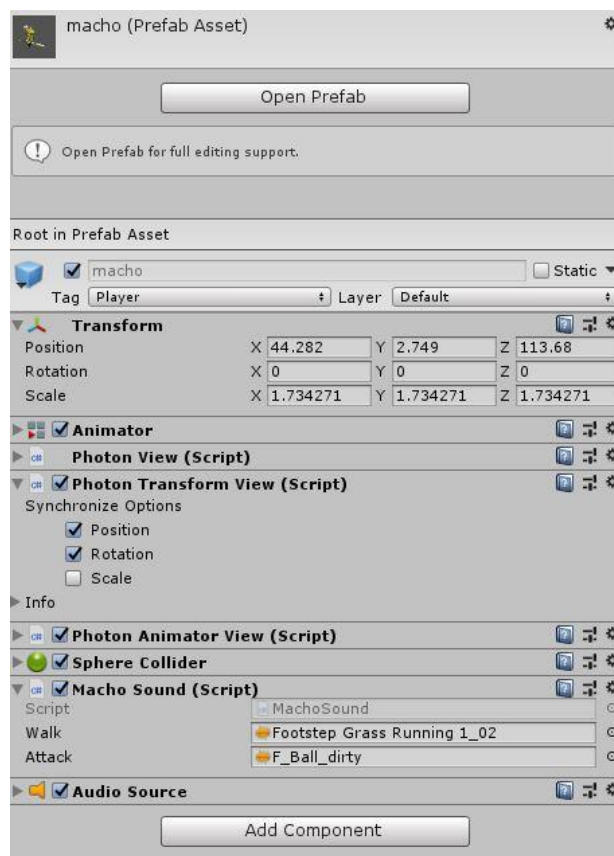 macho (Prefab Asset)
Open Prefab
Open Prefab for full editing support.
Root in Prefab Asset
macho Static
Tag Player Layer Default
Transform
Position X 44.282 Y 2.749 Z 113.68
Rotation X 0 Y 0 Z 0
Scale X 1.734271 Y 1.734271 Z 1.734271
Animator
Photon View (Script)
Photon Transform View (Script)
Synchronize Options
Position
Rotation
Scale
Info
Photon Animator View (Script)
Sphere Collider
Macho Sound (Script)
Script MachoSound
Walk Footstep Grass Running 1_02
Attack F_Ball_dirty
Audio Source
Add Component